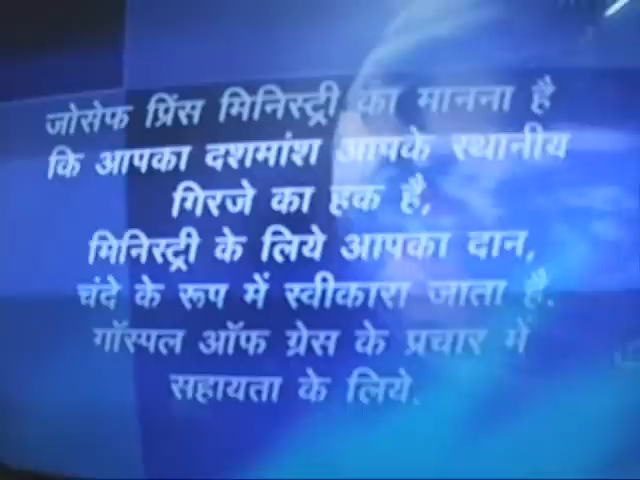 जोसेफ प्रिंस मिनिस्ट्री का मानना है
कि आपका दशमांश आपके स्थानीय
गिरजे का हक है,
मिनिस्ट्री के लिये आपका दान,
चंदे के रूप में स्वीकारा जाता है.
गॉस्पल ऑफ ग्रेस के प्रचार में
सहायता के लिये.